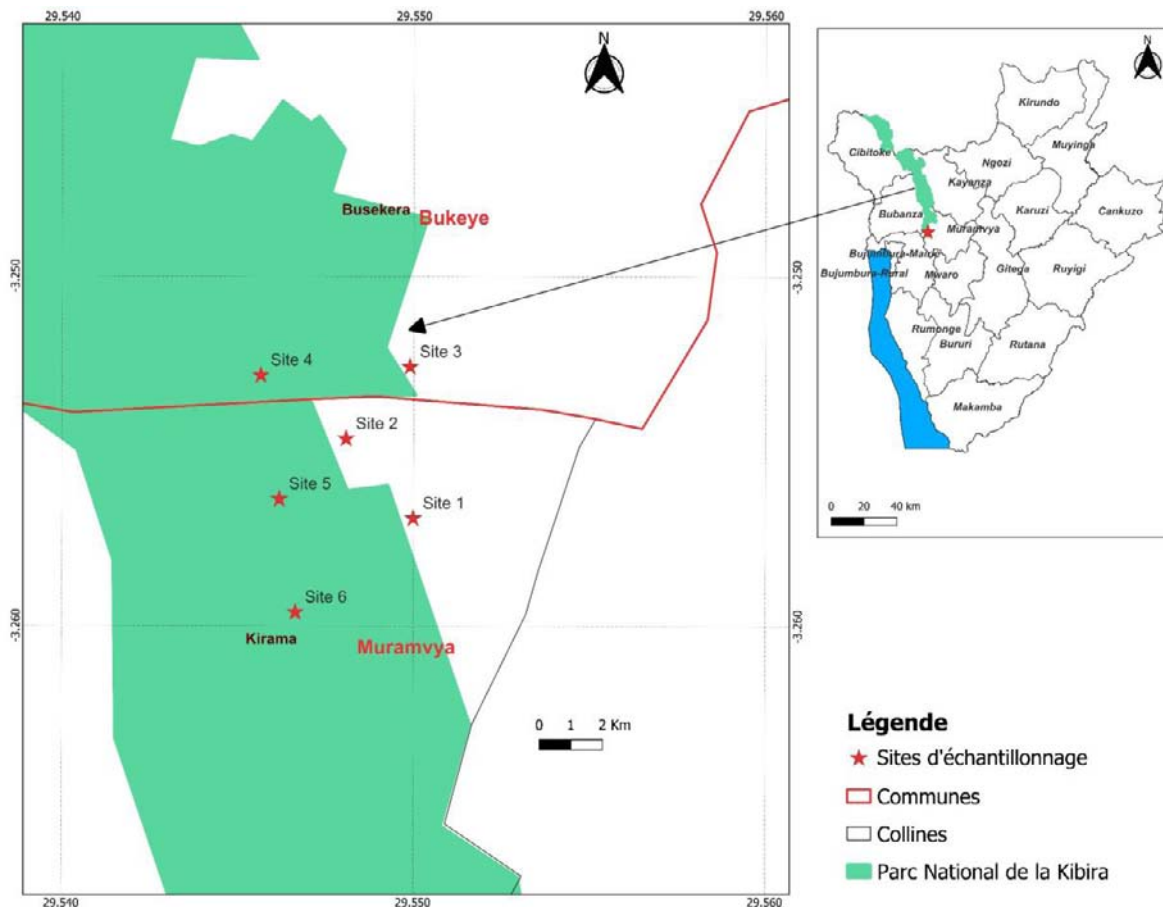 29.540 29.550 29.560
N
Busekera Bukeye
-3.250 -3.250
Site 3
Site 4
Site 2
Site 5
Site 1
Site 6
-3.260 -3.260
Kirama Muramvya
0 1 2 Km
29.540 29.550 29.560
N
Kirundo
Cibitoke
Muyinga
Ngozi
Kayanza
Bubanza
Karuzi
Cankuzo
Muramvya
Bujumbura-Mairie
Bujumbura-Rural
Mwaro
Gitega
Ruyigi
Rumonge
Bururi
Rutana
Makamba
0 20 40 km
Légende
Sites d'échantillonnage
Communes
Collines
Parc National de la Kibira